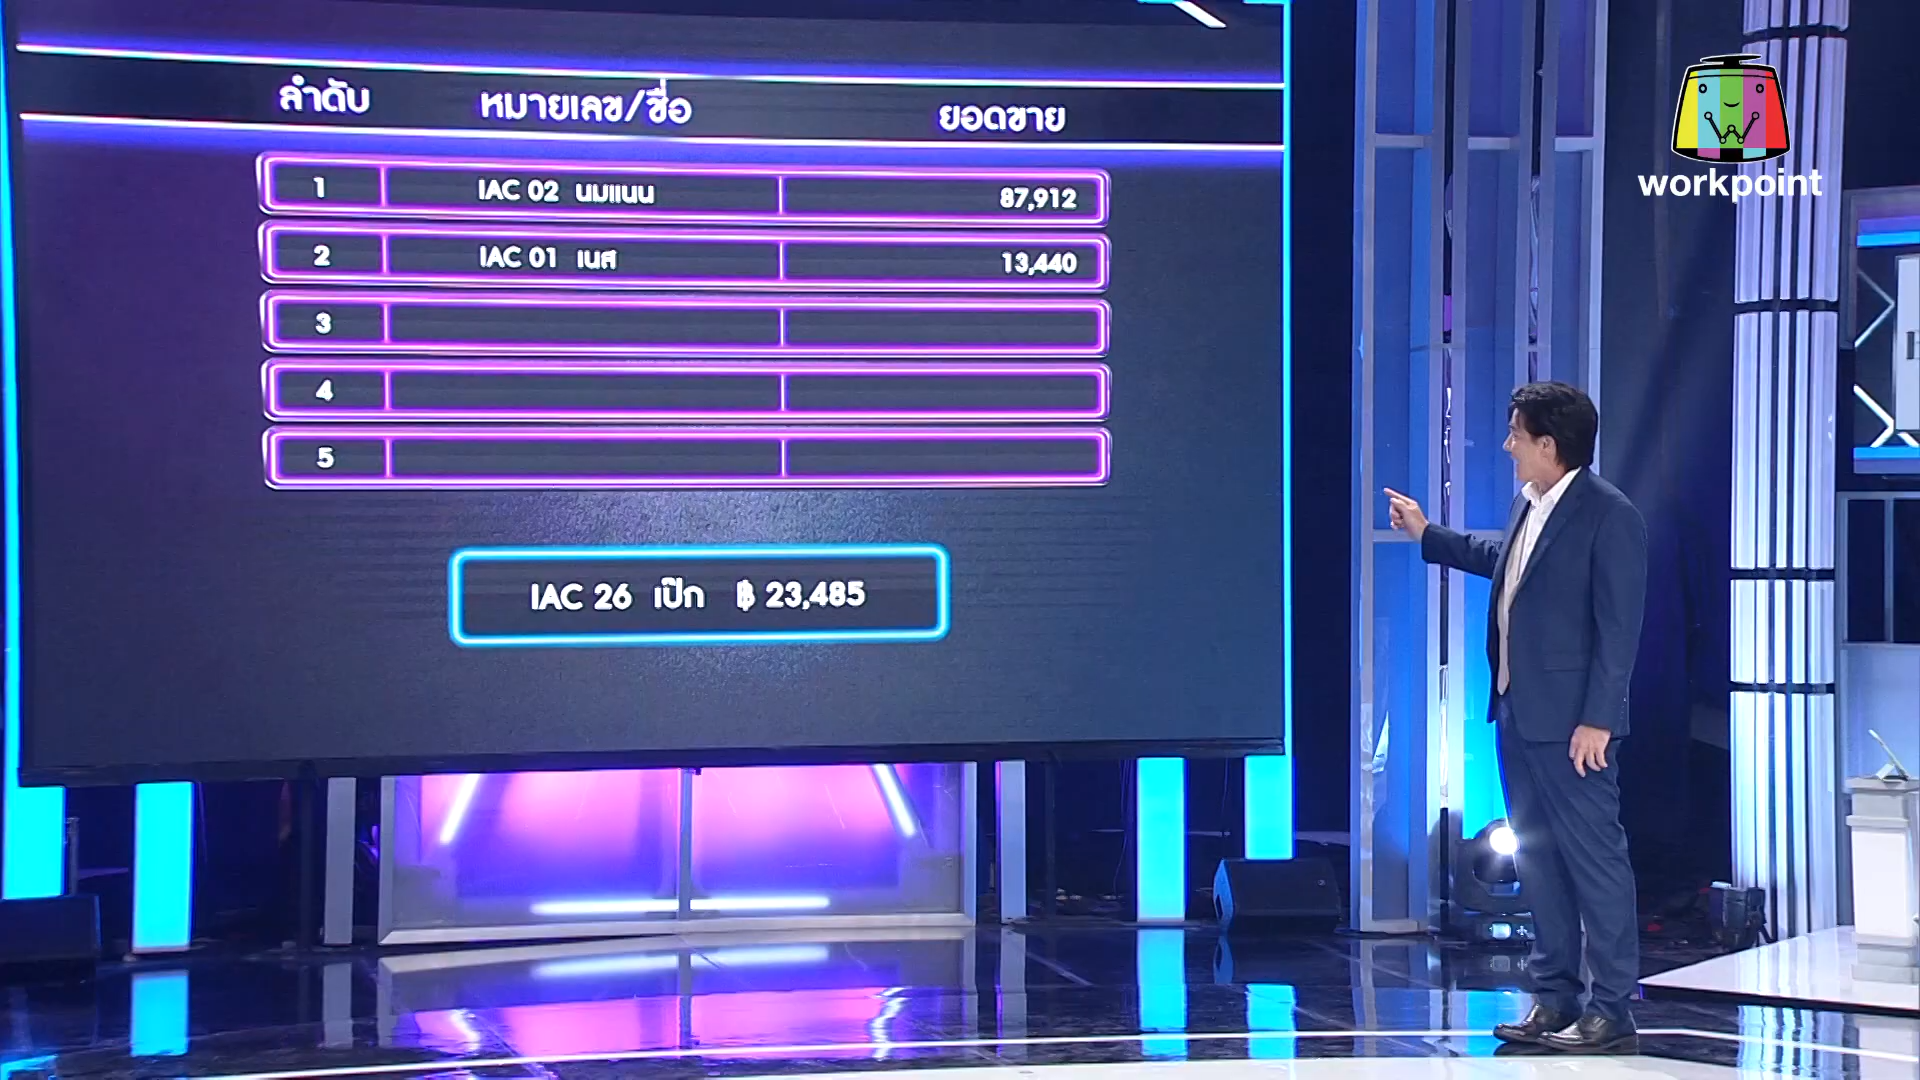 ลำดับ หมายเลข/ชื่อ ยอดขาย
1 IAC 02 นมแนน 87,912
2 IAC 01 เนส 13,440
3
4
5
IAC 26 เป๊ก ฿ 23,485
workpoint